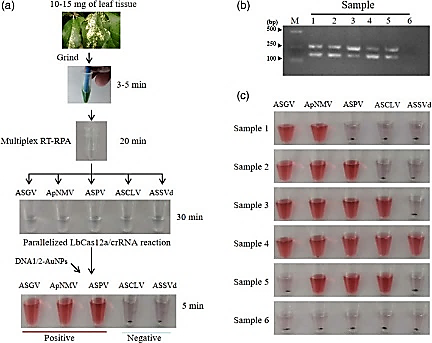 (a)
10-15 mg of leaf tissue
Grind
3-5 min
Multiplex RT-RPA
20 min
ASGV ApNMV ASPV ASCLV ASSVd
30 min
Parallelized LbCas12a/crRNA reaction
DNA1/2-AuNPs
ASGV ApNMV ASPV ASCLV ASSVd
5 min
Positive Negative
(b)
Sample
(bp) M 1 2 3 4 5 6
500
250
100
(c)
ASGV ApNMV ASPV ASCLV ASSVd
Sample 1
Sample 2
Sample 3
Sample 4
Sample 5
Sample 6